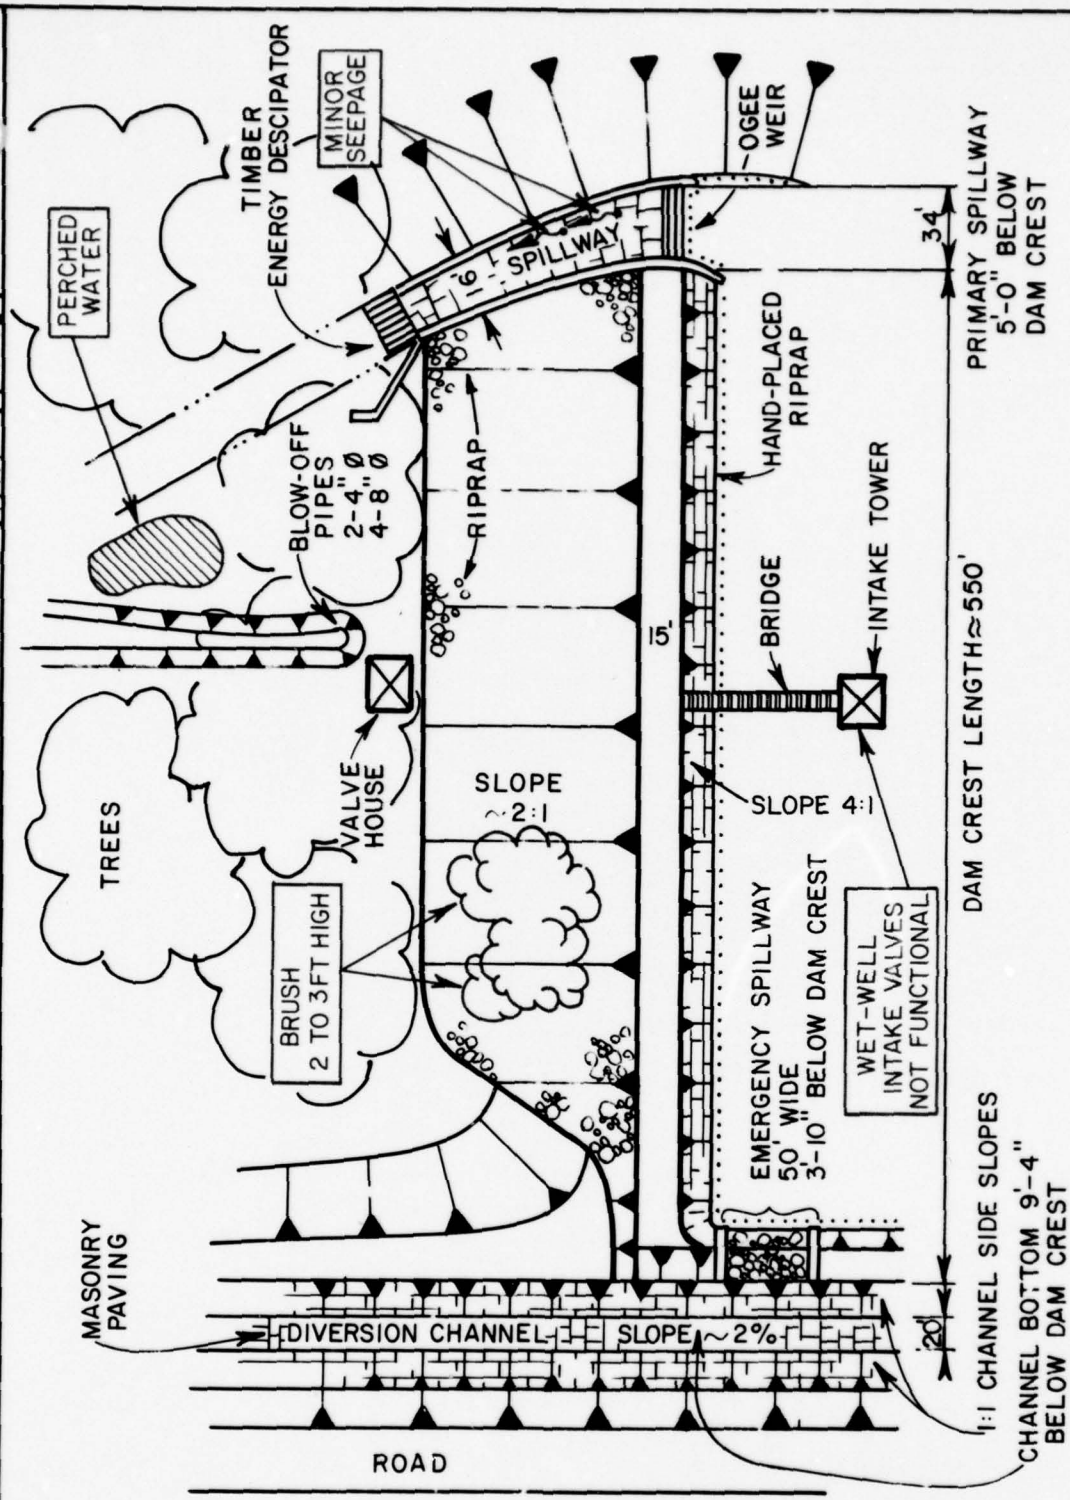 TIMBER
ENERGY DESCIPATOR
MINOR
SEEPAGE
PERCHED
WATER
OGEE
WEIR
SPILLWAY
9'
34'
PRIMARY SPILLWAY
5'-0" BELOW
DAM CREST
BLOW-OFF
PIPES
2-4" Ø
4-8" Ø
RIPRAP
HAND-PLACED
RIPRAP
15'
BRIDGE
INTAKE TOWER
TREES
VALVE
HOUSE
SLOPE
~2:1
SLOPE 4:1
DAM CREST LENGTH≈550'
BRUSH
2 TO 3FT HIGH
EMERGENCY SPILLWAY
50' WIDE
3'-10" BELOW DAM CREST
WET-WELL
INTAKE VALVES
NOT FUNCTIONAL
MASONRY
PAVING
DIVERSION CHANNEL
SLOPE ~2%
20'
1:1 CHANNEL SIDE SLOPES
CHANNEL BOTTOM 9'-4"
BELOW DAM CREST
ROAD